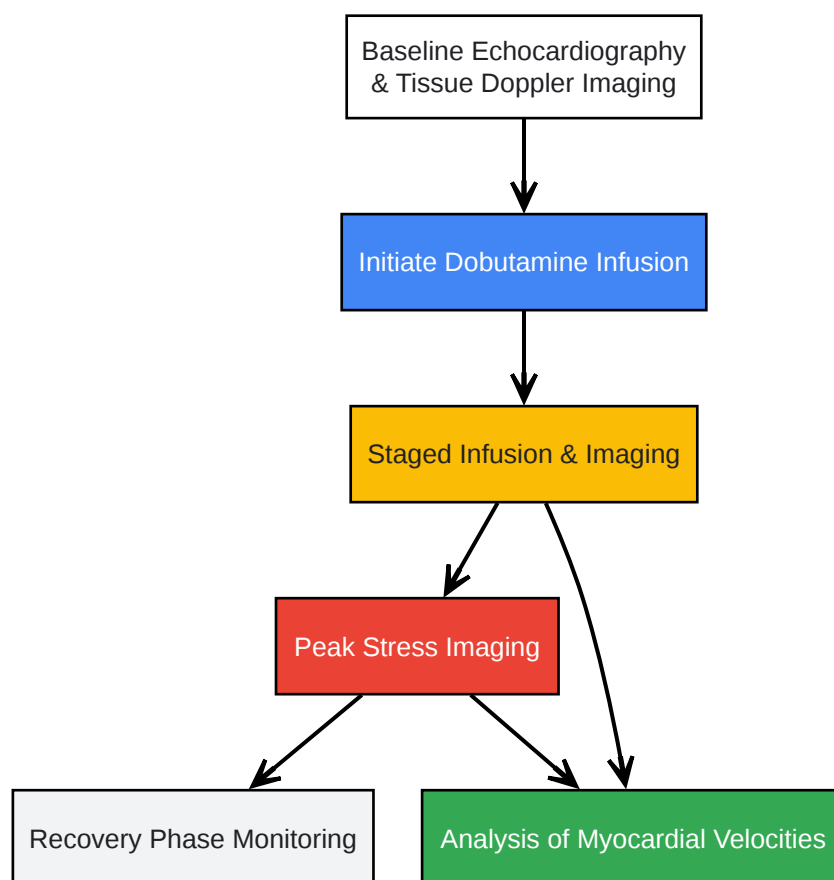 Baseline Echocardiography
& Tissue Doppler Imaging
Initiate Dobutamine Infusion
Staged Infusion & Imaging
Peak Stress Imaging
Recovery Phase Monitoring
Analysis of Myocardial Velocities